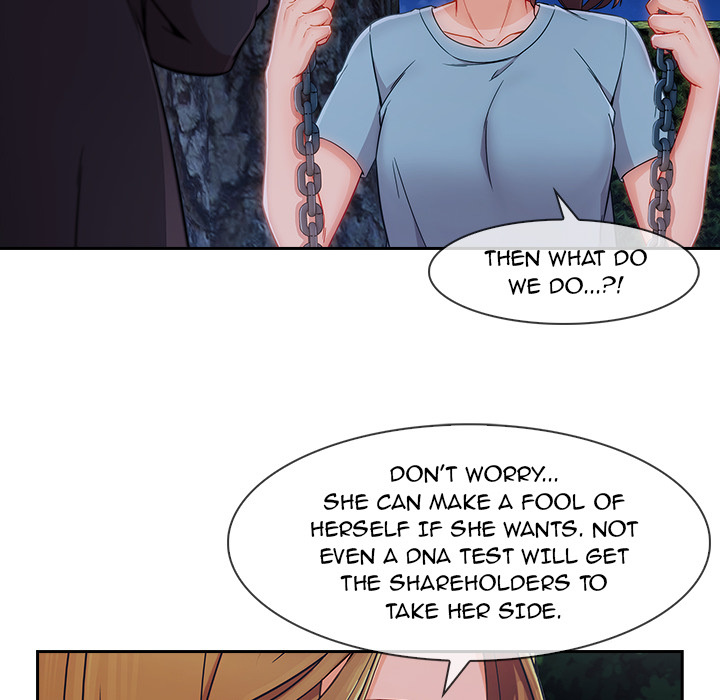 THEN WHAT DO
WE DO...?!
DON'T WORRY...
SHE CAN MAKE A FOOL OF
HERSELF IF SHE WANTS. NOT
EVEN A DNA TEST WILL GET
THE SHAREHOLDERS TO
TAKE HER SIDE.